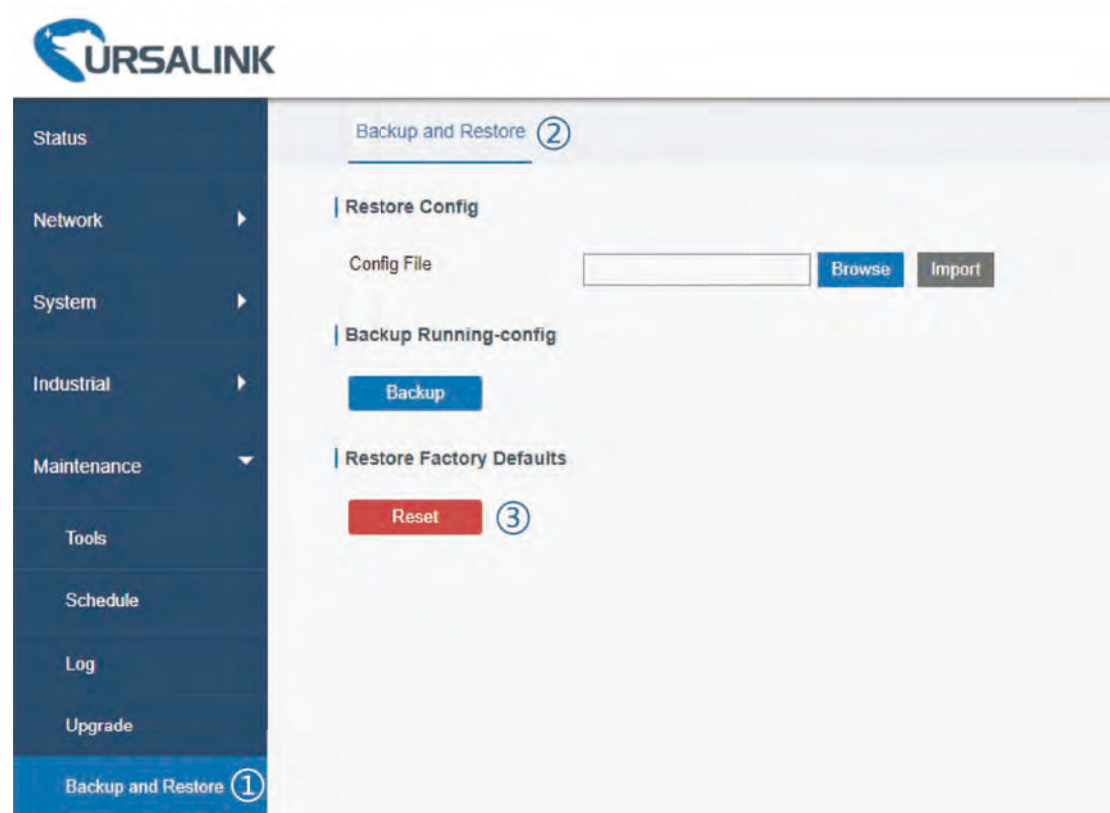 URSALINK
Status
Backup and Restore ②
Network
Restore Config
Config File
Browse
Import
System
Backup Running-config
Industrial
Backup
Maintenance
Restore Factory Defaults
Reset ③
Tools
Schedule
Log
Upgrade
Backup and Restore ①